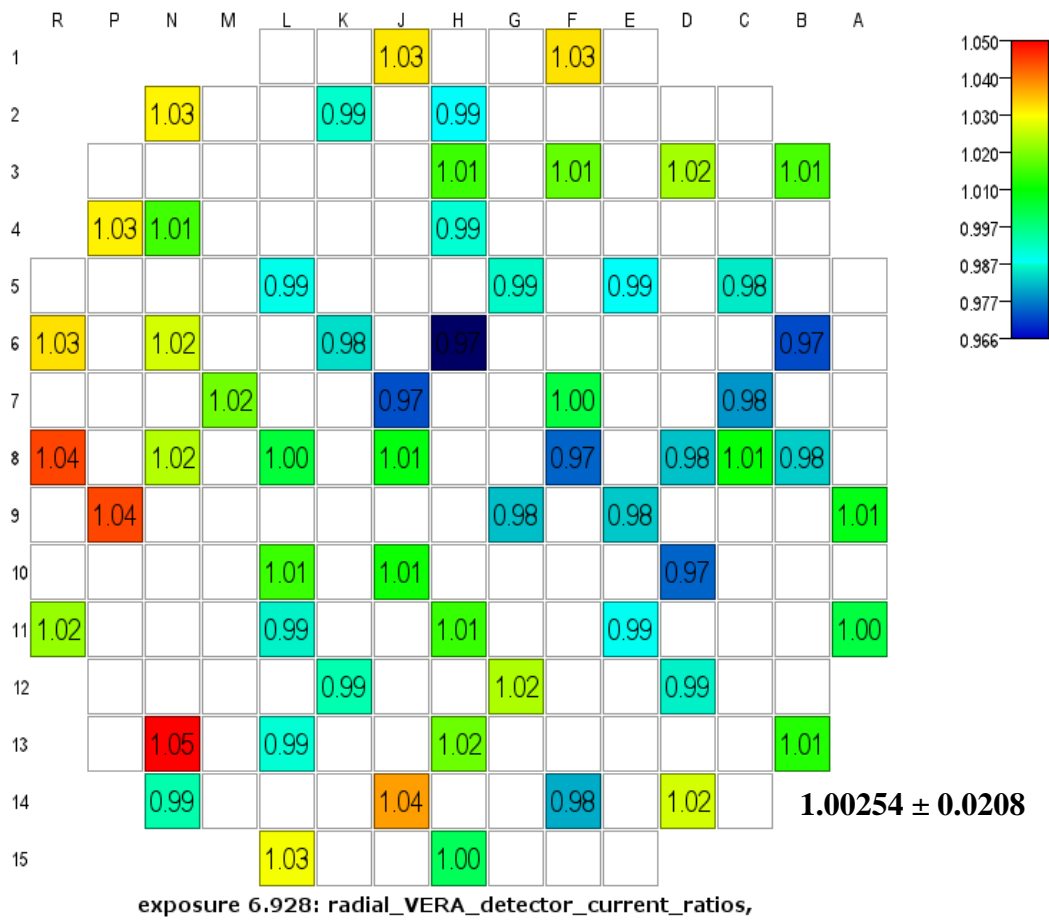 R P N M L K J H G F E D C B A
1 1.03 1.03
2 1.03 0.99 0.99
3 1.01 1.01 1.02 1.01
4 1.03 1.01 0.99
5 0.99 0.99 0.99 0.98
6 1.03 1.02 0.98 0.97 0.97
7 1.02 0.97 1.00 0.98
8 1.04 1.02 1.00 1.01 0.97 0.98 1.01 0.98
9 1.04 0.98 0.98 1.01
10 1.01 1.01 0.97
11 1.02 0.99 1.01 0.99 1.00
12 0.99 1.02 0.99
13 1.05 0.99 1.02 1.01
14 0.99 1.04 0.98 1.02
15 1.03 1.00
1.050
1.040
1.030
1.020
1.010
0.997
0.987
0.977
0.966
1.00254 ± 0.0208
exposure 6.928: radial_VERA_detector_current_ratios,